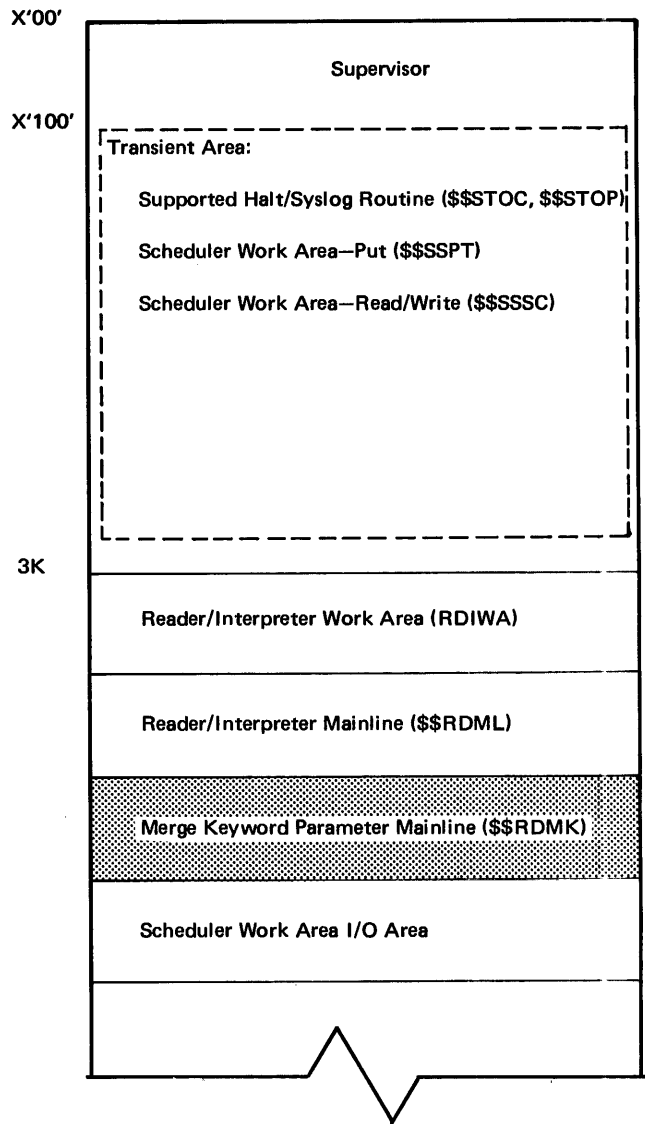 X'00'
Supervisor
X'100'
Transient Area:
Supported Halt/Syslog Routine ($$STOC, $$STOP)
Scheduler Work Area—Put ($$SSPT)
Scheduler Work Area—Read/Write ($$SSSC)
3K
Reader/Interpreter Work Area (RDIWA)
Reader/Interpreter Mainline ($$RDML)
Merge Keyword Parameter Mainline ($$RDMK)
Scheduler Work Area I/O Area